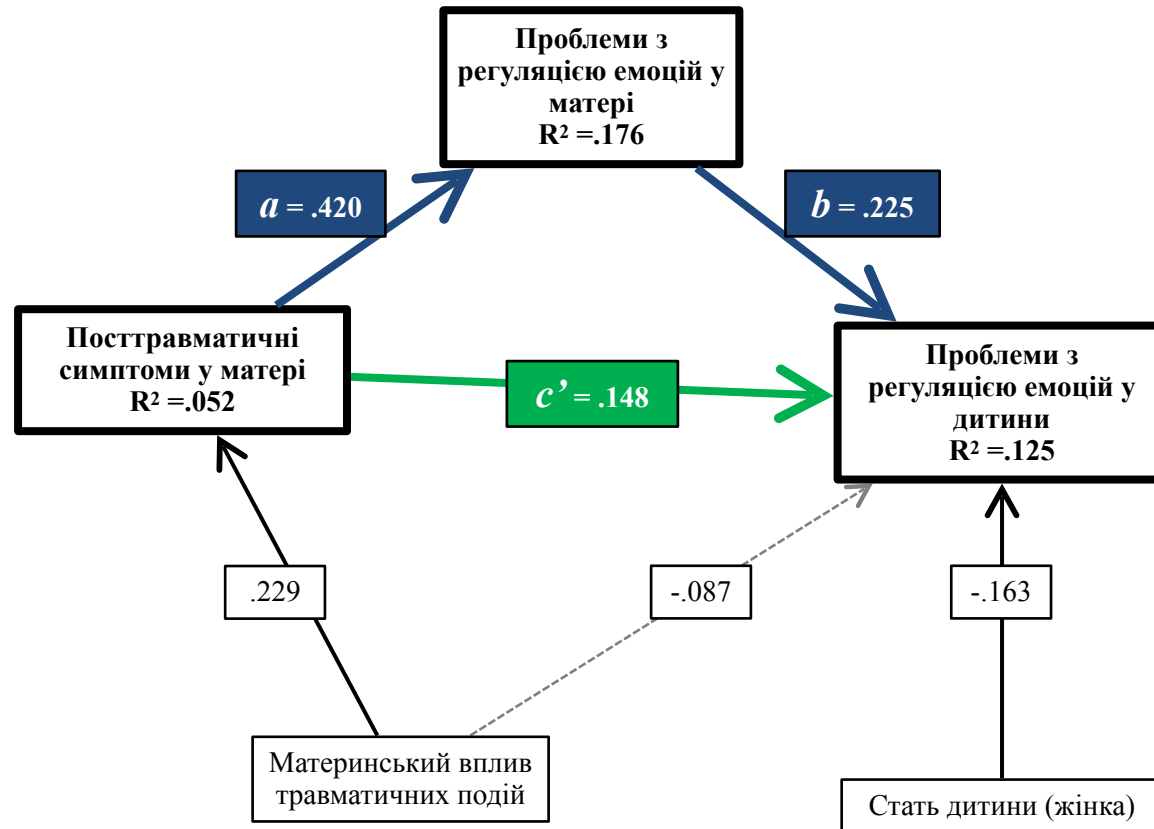 Проблеми з
регуляцією емоцій у
матері
R² =.176
a = .420
b = .225
Посттравматичні
симптоми у матері
R² =.052
c’ = .148
Проблеми з
регуляцією емоцій у
дитини
R² =.125
.229
-.087
-.163
Материнський вплив
травматичних подій
Стать дитини (жінка)